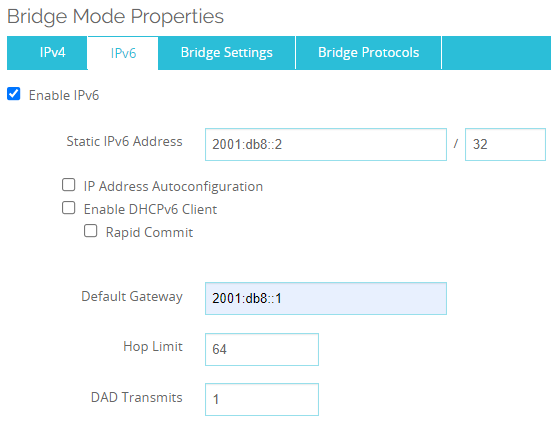 Bridge Mode Properties
IPv4 IPv6 Bridge Settings Bridge Protocols
Enable IPv6
Static IPv6 Address 2001:db8::2 / 32
IP Address Autoconfiguration
Enable DHCPv6 Client
Rapid Commit
Default Gateway 2001:db8::1
Hop Limit 64
DAD Transmits 1